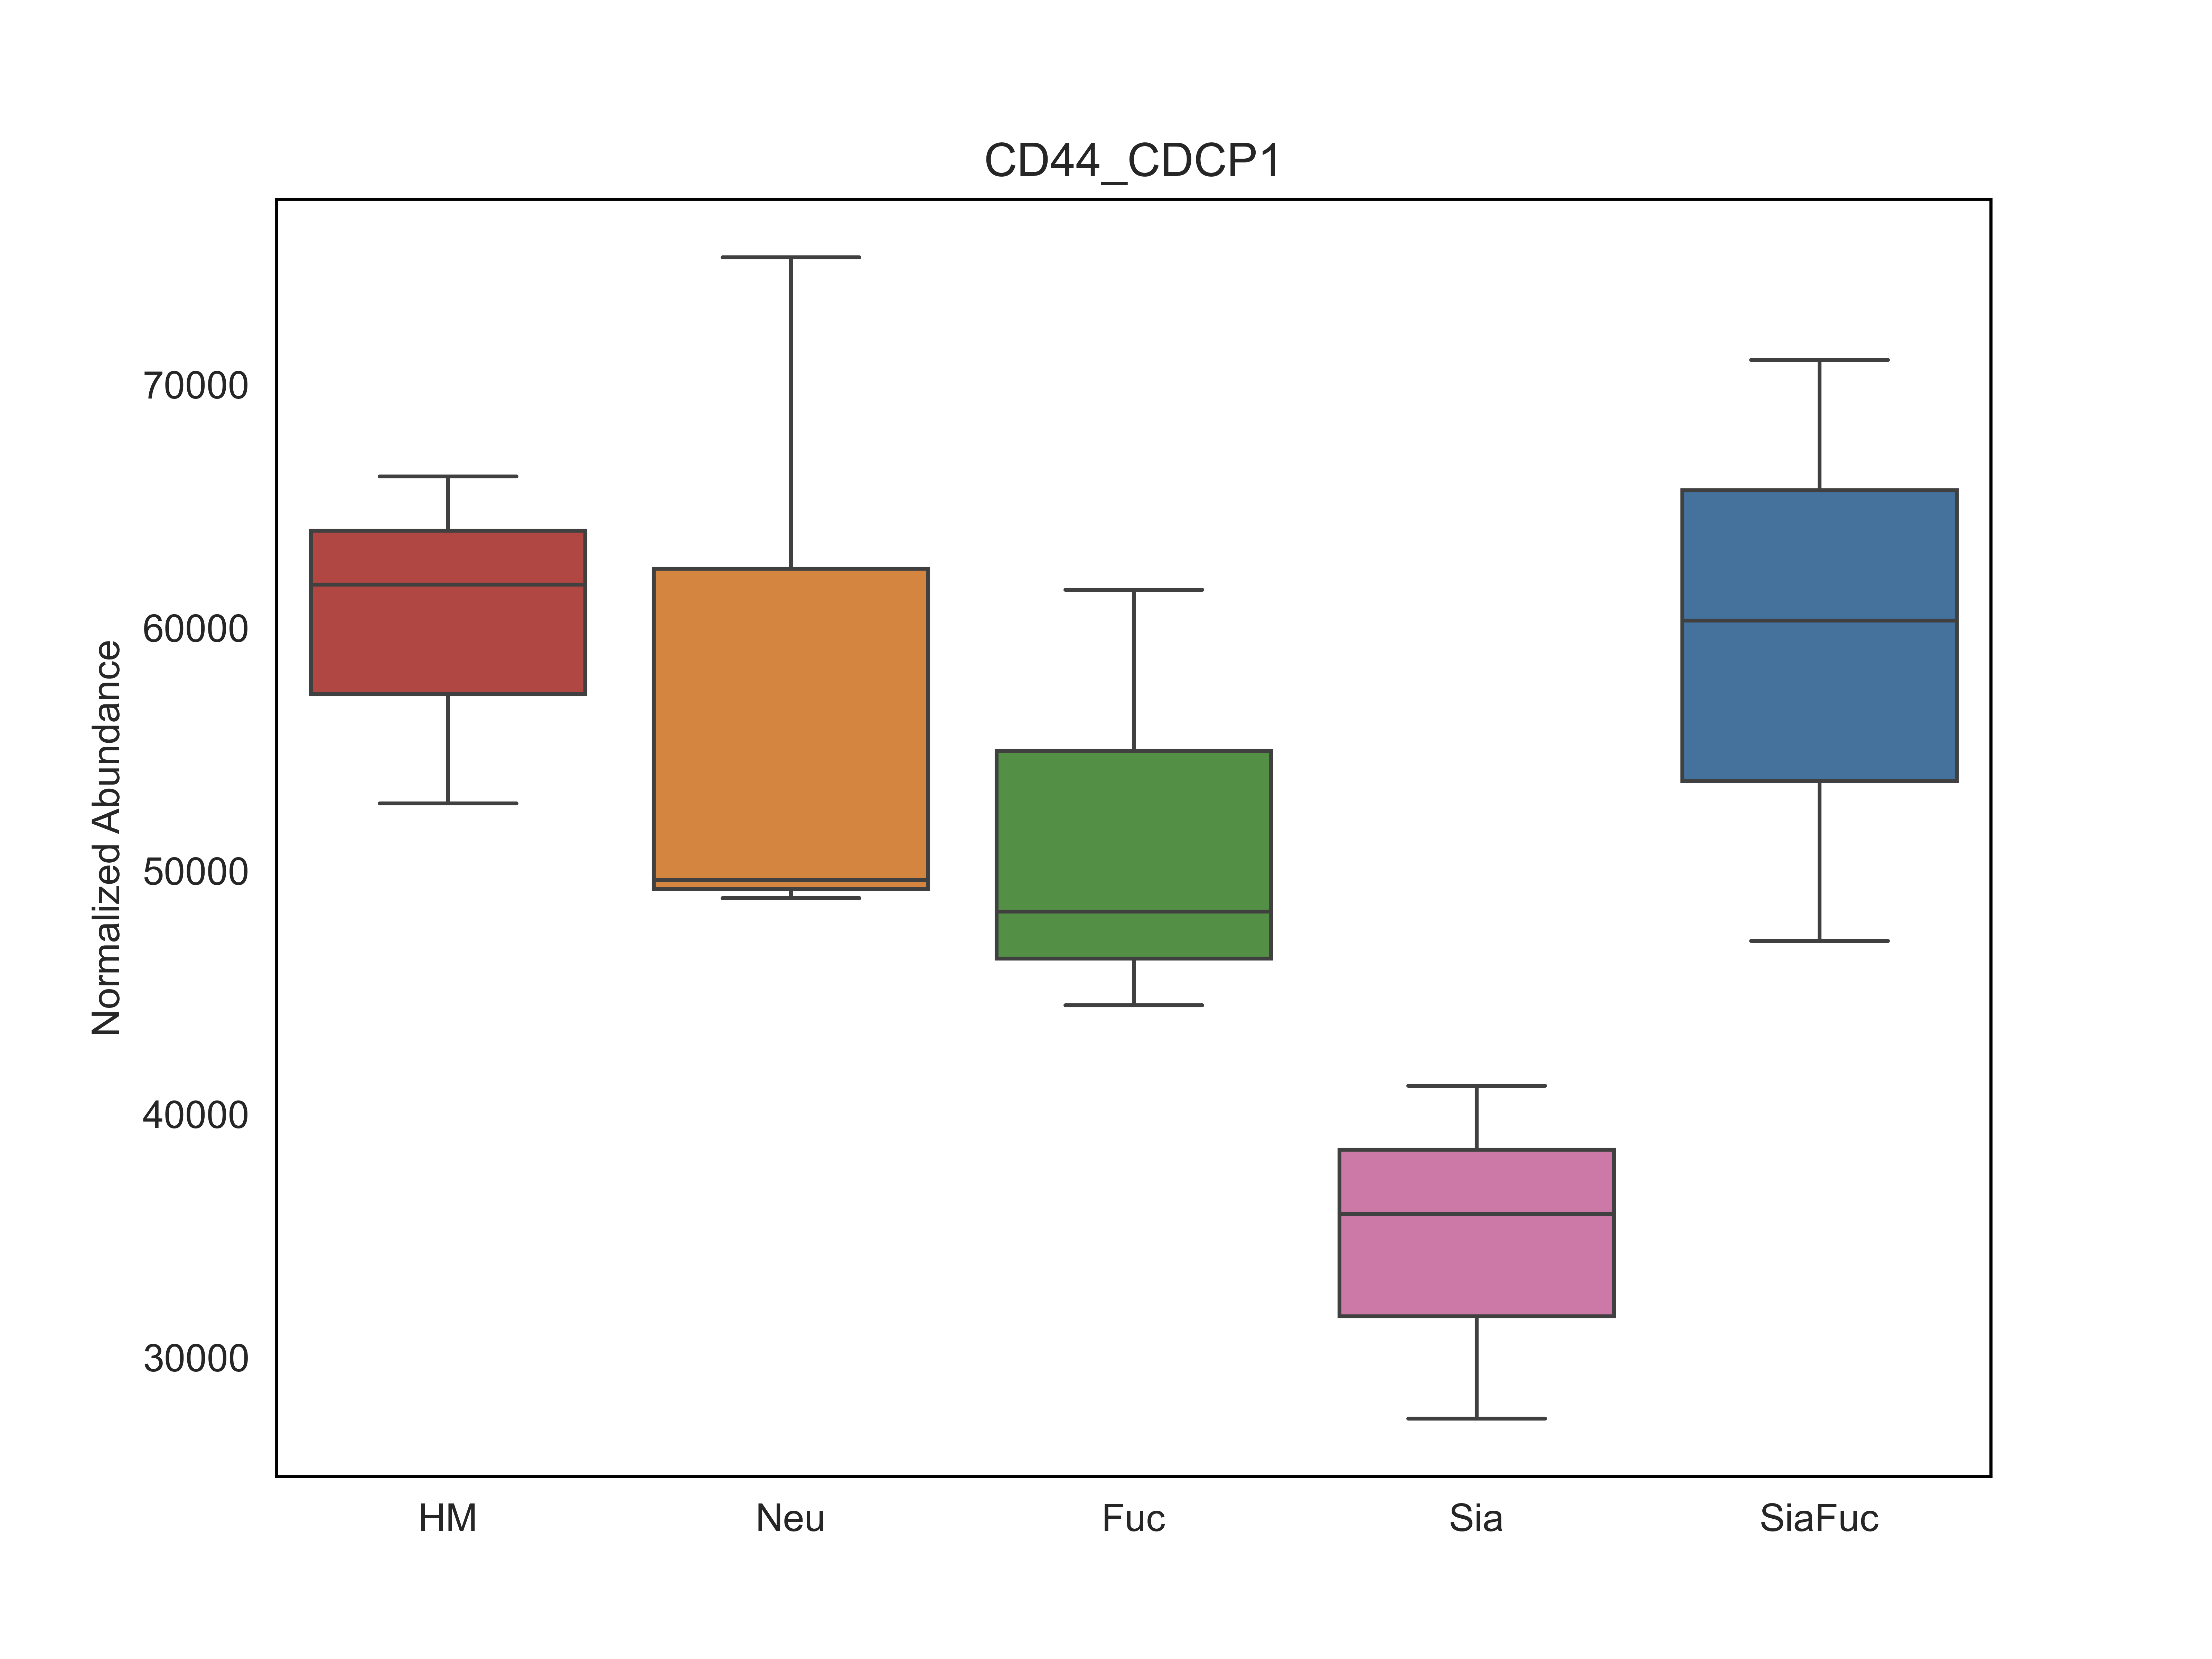 CD44_CDCP1
Normalized Abundance
70000
60000
50000
40000
30000
HM
Neu
Fuc
Sia
SiaFuc